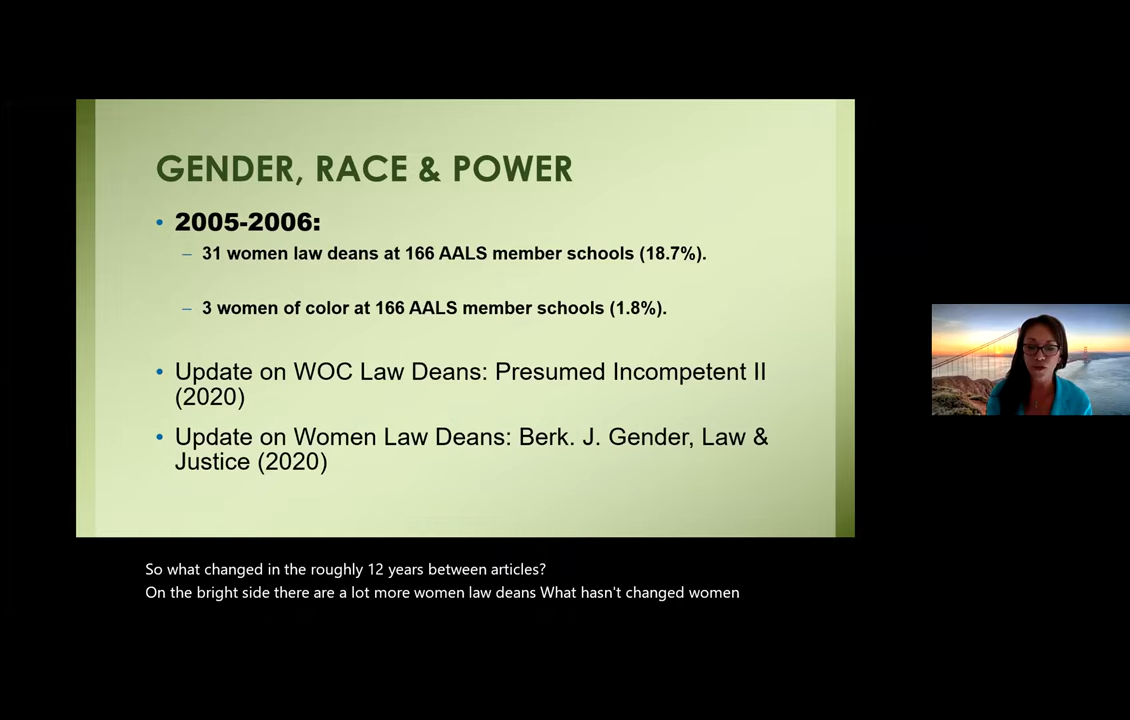 GENDER, RACE & POWER
• 2005-2006:
– 31 women law deans at 166 AALS member schools (18.7%).
– 3 women of color at 166 AALS member schools (1.8%).
• Update on WOC Law Deans: Presumed Incompetent II
(2020)
• Update on Women Law Deans: Berk. J. Gender, Law &
Justice (2020)
So what changed in the roughly 12 years between articles?
On the bright side there are a lot more women law deans What hasn't changed women